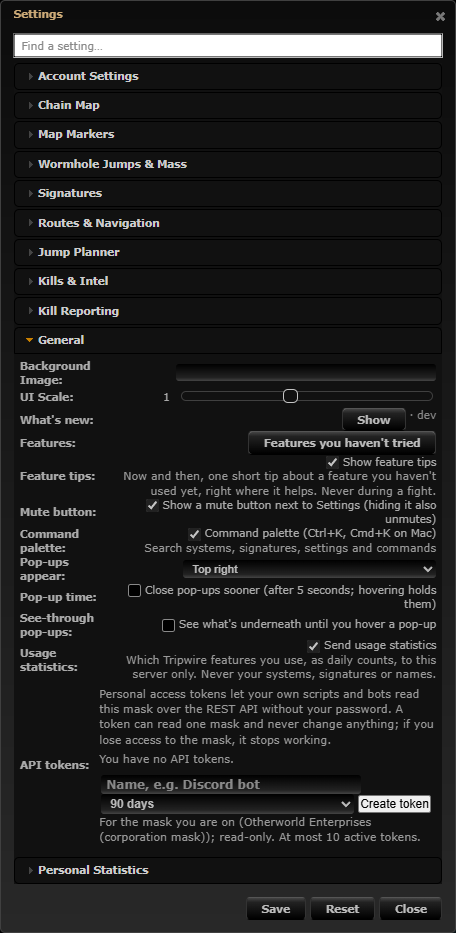 Settings
Find a setting...
Account Settings
Chain Map
Map Markers
Wormhole Jumps & Mass
Signatures
Routes & Navigation
Jump Planner
Kills & Intel
Kill Reporting
General
Background
Image:
UI Scale: 1
What's new: Show · dev
Features: Features you haven't tried
Show feature tips
Feature tips: Now and then, one short tip about a feature you haven't
used yet, right where it helps. Never during a fight.
Mute button: Show a mute button next to Settings (hiding it also
unmutes)
Command
palette:
Command palette (Ctrl+K, Cmd+K on Mac)
Search systems, signatures, settings and commands
Pop-ups
appear:
Top right
Pop-up time: Close pop-ups sooner (after 5 seconds; hovering holds
them)
See-through
pop-ups:
See what's underneath until you hover a pop-up
Usage
statistics:
Send usage statistics
Which Tripwire features you use, as daily counts, to this
server only. Never your systems, signatures or names.
Personal access tokens let your own scripts and bots read
this mask over the REST API without your password. A
token can read one mask and never change anything; if you
lose access to the mask, it stops working.
API tokens: You have no API tokens.
Name, e.g. Discord bot
90 days Create token
For the mask you are on (Otherworld Enterprises
(corporation mask)); read-only. At most 10 active tokens.
Personal Statistics
Save Reset Close